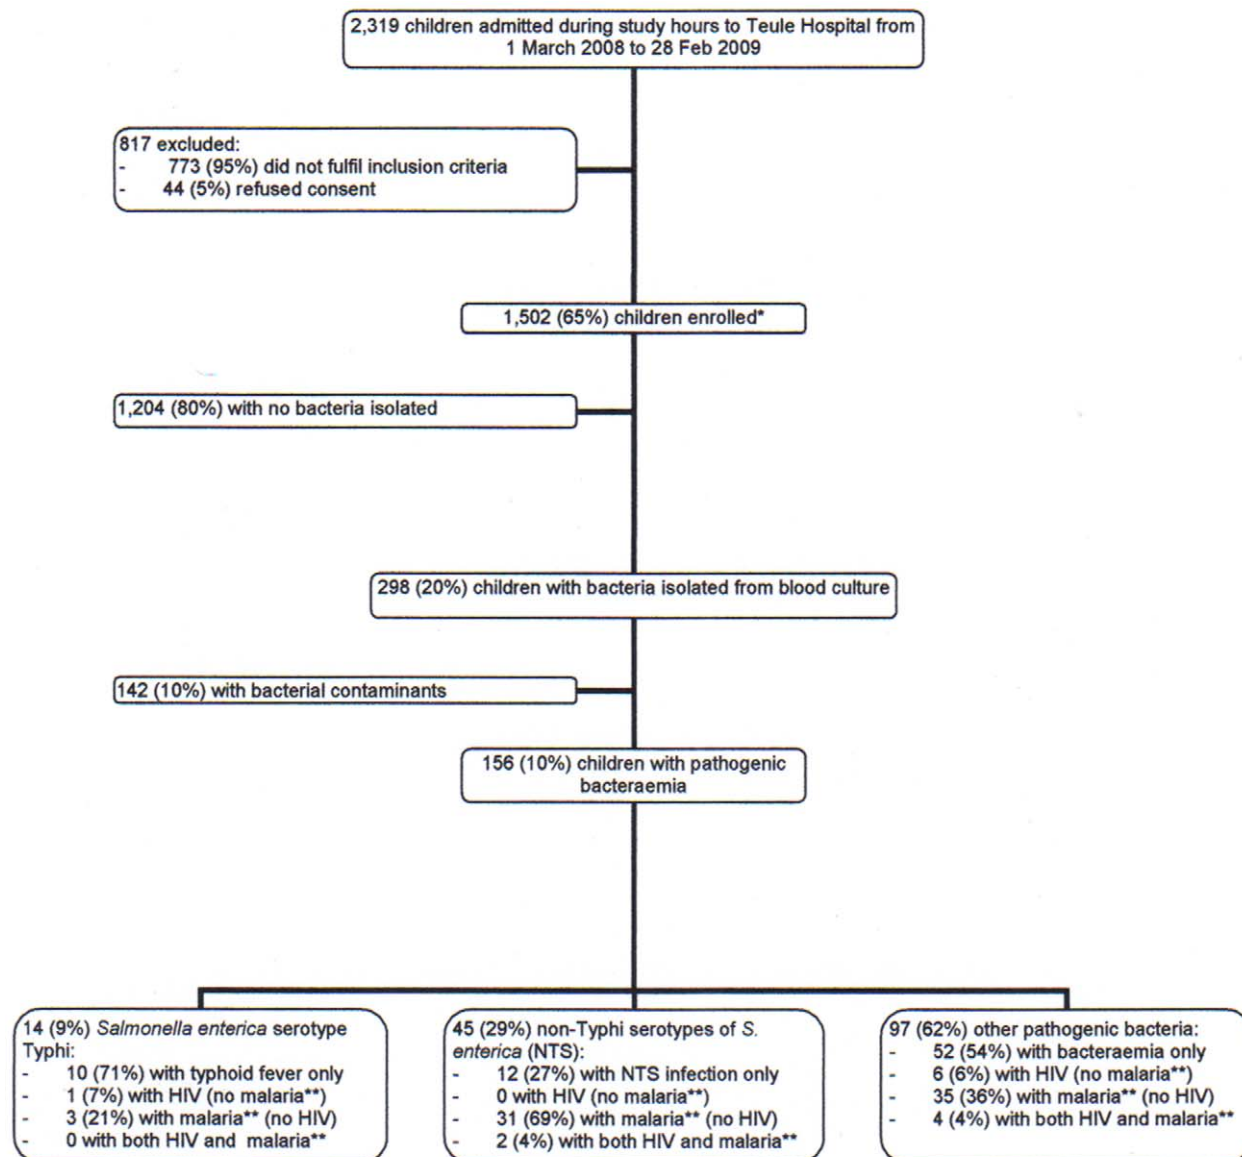 2,319 children admitted during study hours to Teule Hospital from
1 March 2008 to 28 Feb 2009
817 excluded:
- 773 (95%) did not fulfil inclusion criteria
- 44 (5%) refused consent
1,502 (65%) children enrolled*
1,204 (80%) with no bacteria isolated
298 (20%) children with bacteria isolated from blood culture
142 (10%) with bacterial contaminants
156 (10%) children with pathogenic
bacteraemia
14 (9%) Salmonella enterica serotype
Typhi:
- 10 (71%) with typhoid fever only
- 1 (7%) with HIV (no malaria**)
- 3 (21%) with malaria** (no HIV)
- 0 with both HIV and malaria**
45 (29%) non-Typhi serotypes of S.
enterica (NTS):
- 12 (27%) with NTS infection only
- 0 with HIV (no malaria**)
- 31 (69%) with malaria** (no HIV)
- 2 (4%) with both HIV and malaria**
97 (62%) other pathogenic bacteria:
- 52 (54%) with bacteraemia only
- 6 (6%) with HIV (no malaria**)
- 35 (36%) with malaria** (no HIV)
- 4 (4%) with both HIV and malaria**